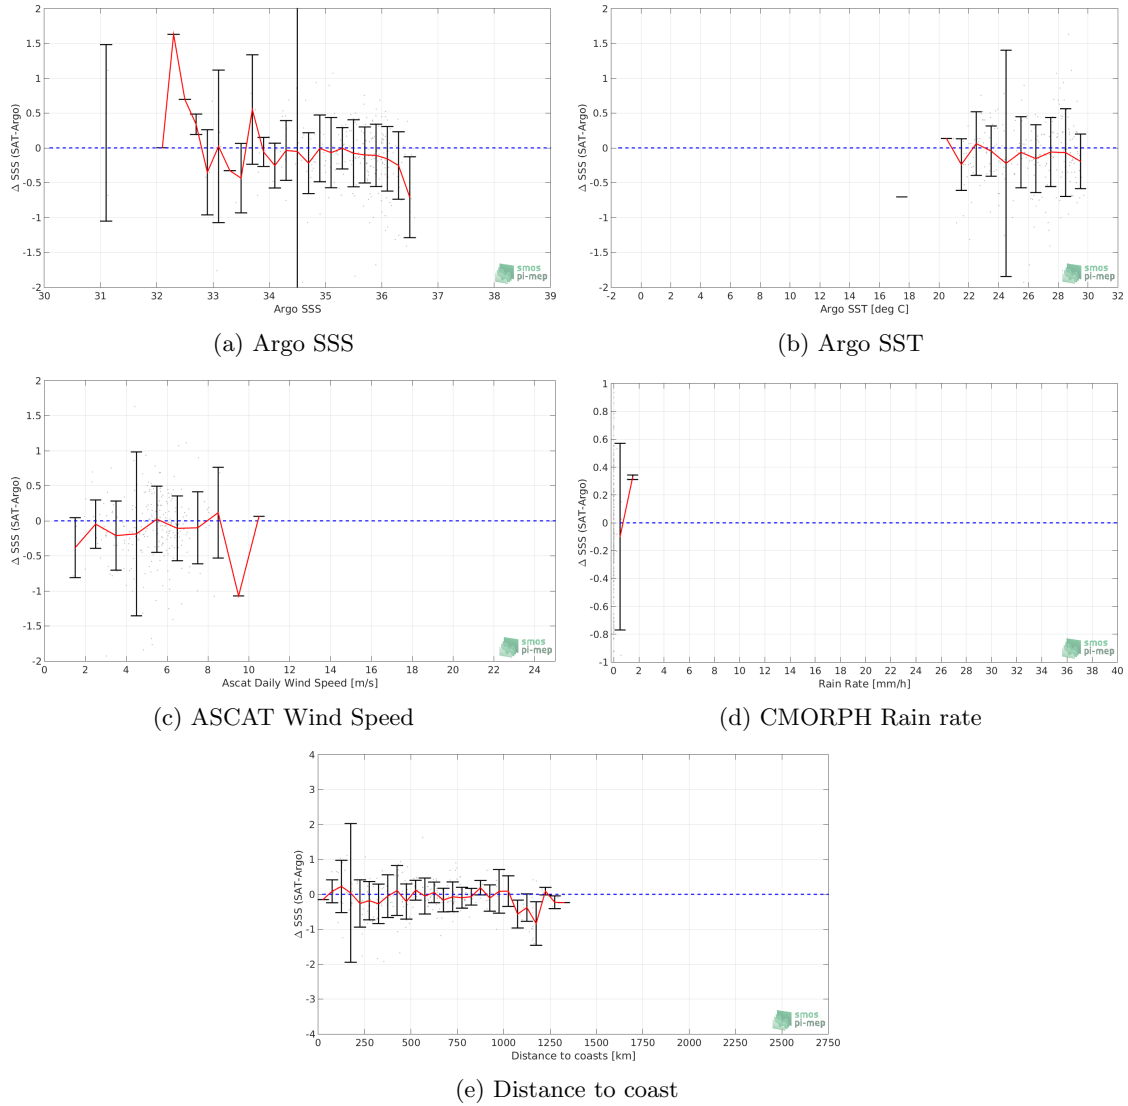 2
1.5
1
0.5
0
-0.5
-1
-1.5
-2
Δ SSS (SAT-Argo)
30 31 32 33 34 35 36 37 38 39
Argo SSS
smos
pi-mep
(a) Argo SSS
2
1.5
1
0.5
0
-0.5
-1
-1.5
-2
Δ SSS (SAT-Argo)
-2 0 2 4 6 8 10 12 14 16 18 20 22 24 26 28 30 32
Argo SST [deg C]
smos
pi-mep
(b) Argo SST
2
1.5
1
0.5
0
-0.5
-1
-1.5
-2
Δ SSS (SAT-Argo)
2 4 6 8 10 12 14 16 18 20 22 24
Ascat Daily Wind Speed [m/s]
smos
pi-mep
(c) ASCAT Wind Speed
1
0.8
0.6
0.4
0.2
0
-0.2
-0.4
-0.6
-0.8
-1
Δ SSS (SAT-Argo)
0 2 4 6 8 10 12 14 16 18 20 22 24 26 28 30 32 34 36 38 40
Rain Rate [mm/h]
smos
pi-mep
(d) CMORPH Rain rate
4
3
2
1
0
-1
-2
-3
-4
Δ SSS (SAT-Argo)
0 250 500 750 1000 1250 1500 1750 2000 2250 2500 2750
Distance to coasts [km]
smos
pi-mep
(e) Distance to coast